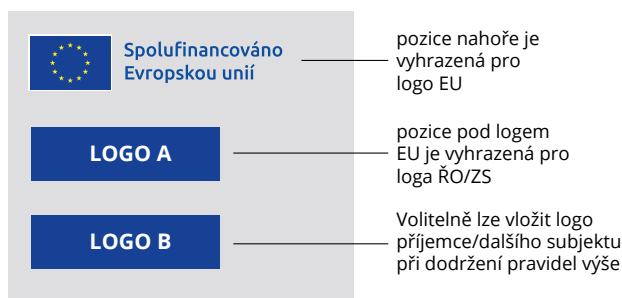 Spolufinancováno
Evropskou unií
pozice nahoře je
vyhrazená pro
logo EU
LOGO A
pozice pod logem
EU je vyhrazená pro
loga ŘO/ZS
LOGO B
Volitelně lze vložit logo
příjemce/dalšího subjektu
při dodržení pravidel výše